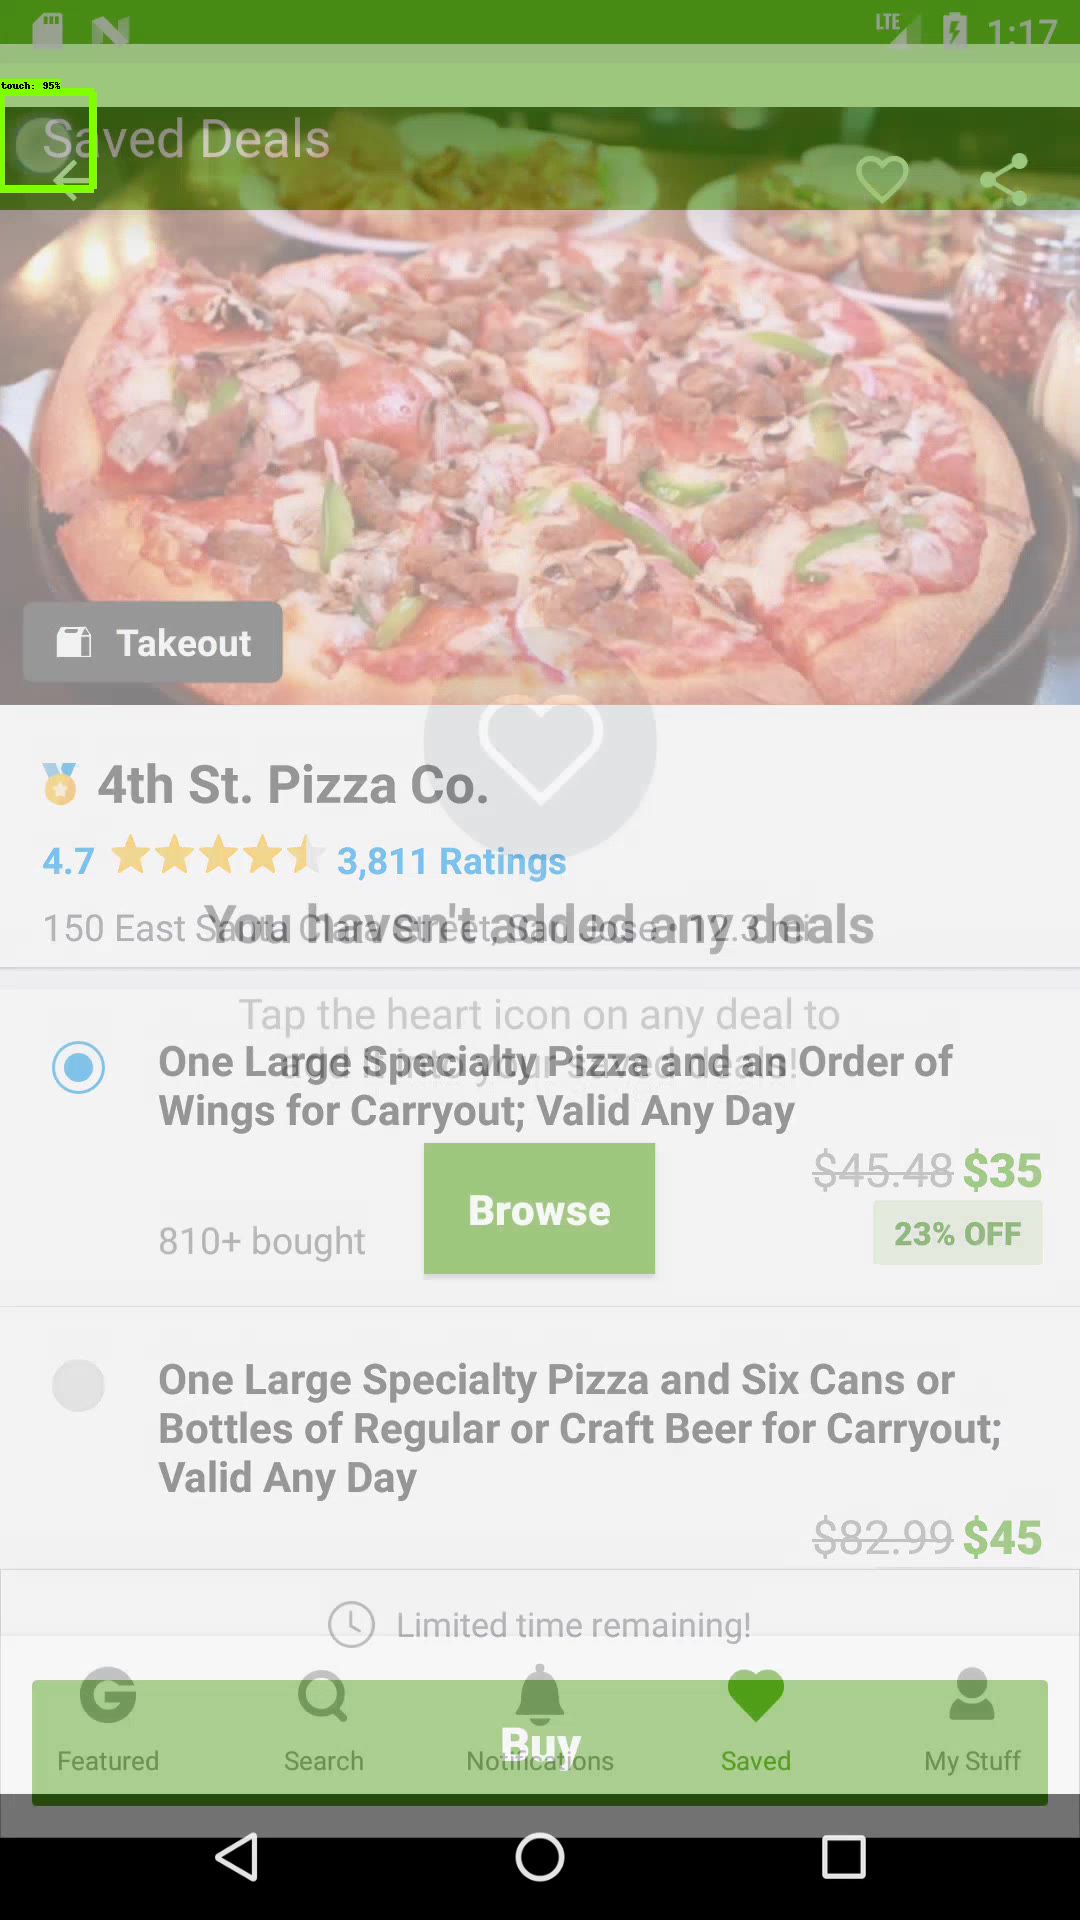 LTE 1:17
touch: 95%
Saved Deals
Takeout
4th St. Pizza Co.
4.7 3,811 Ratings
150 East Santa Clara Street, San Jose • 12.3 mi
You haven't added any deals
Tap the heart icon on any deal to
add it into your saved deals!
One Large Specialty Pizza and an Order of
Wings for Carryout; Valid Any Day
$45.48 $35
Browse
810+ bought
23% OFF
One Large Specialty Pizza and Six Cans or
Bottles of Regular or Craft Beer for Carryout;
Valid Any Day
$82.99 $45
Limited time remaining!
Buy
Featured
Search
Notifications
Saved
My Stuff